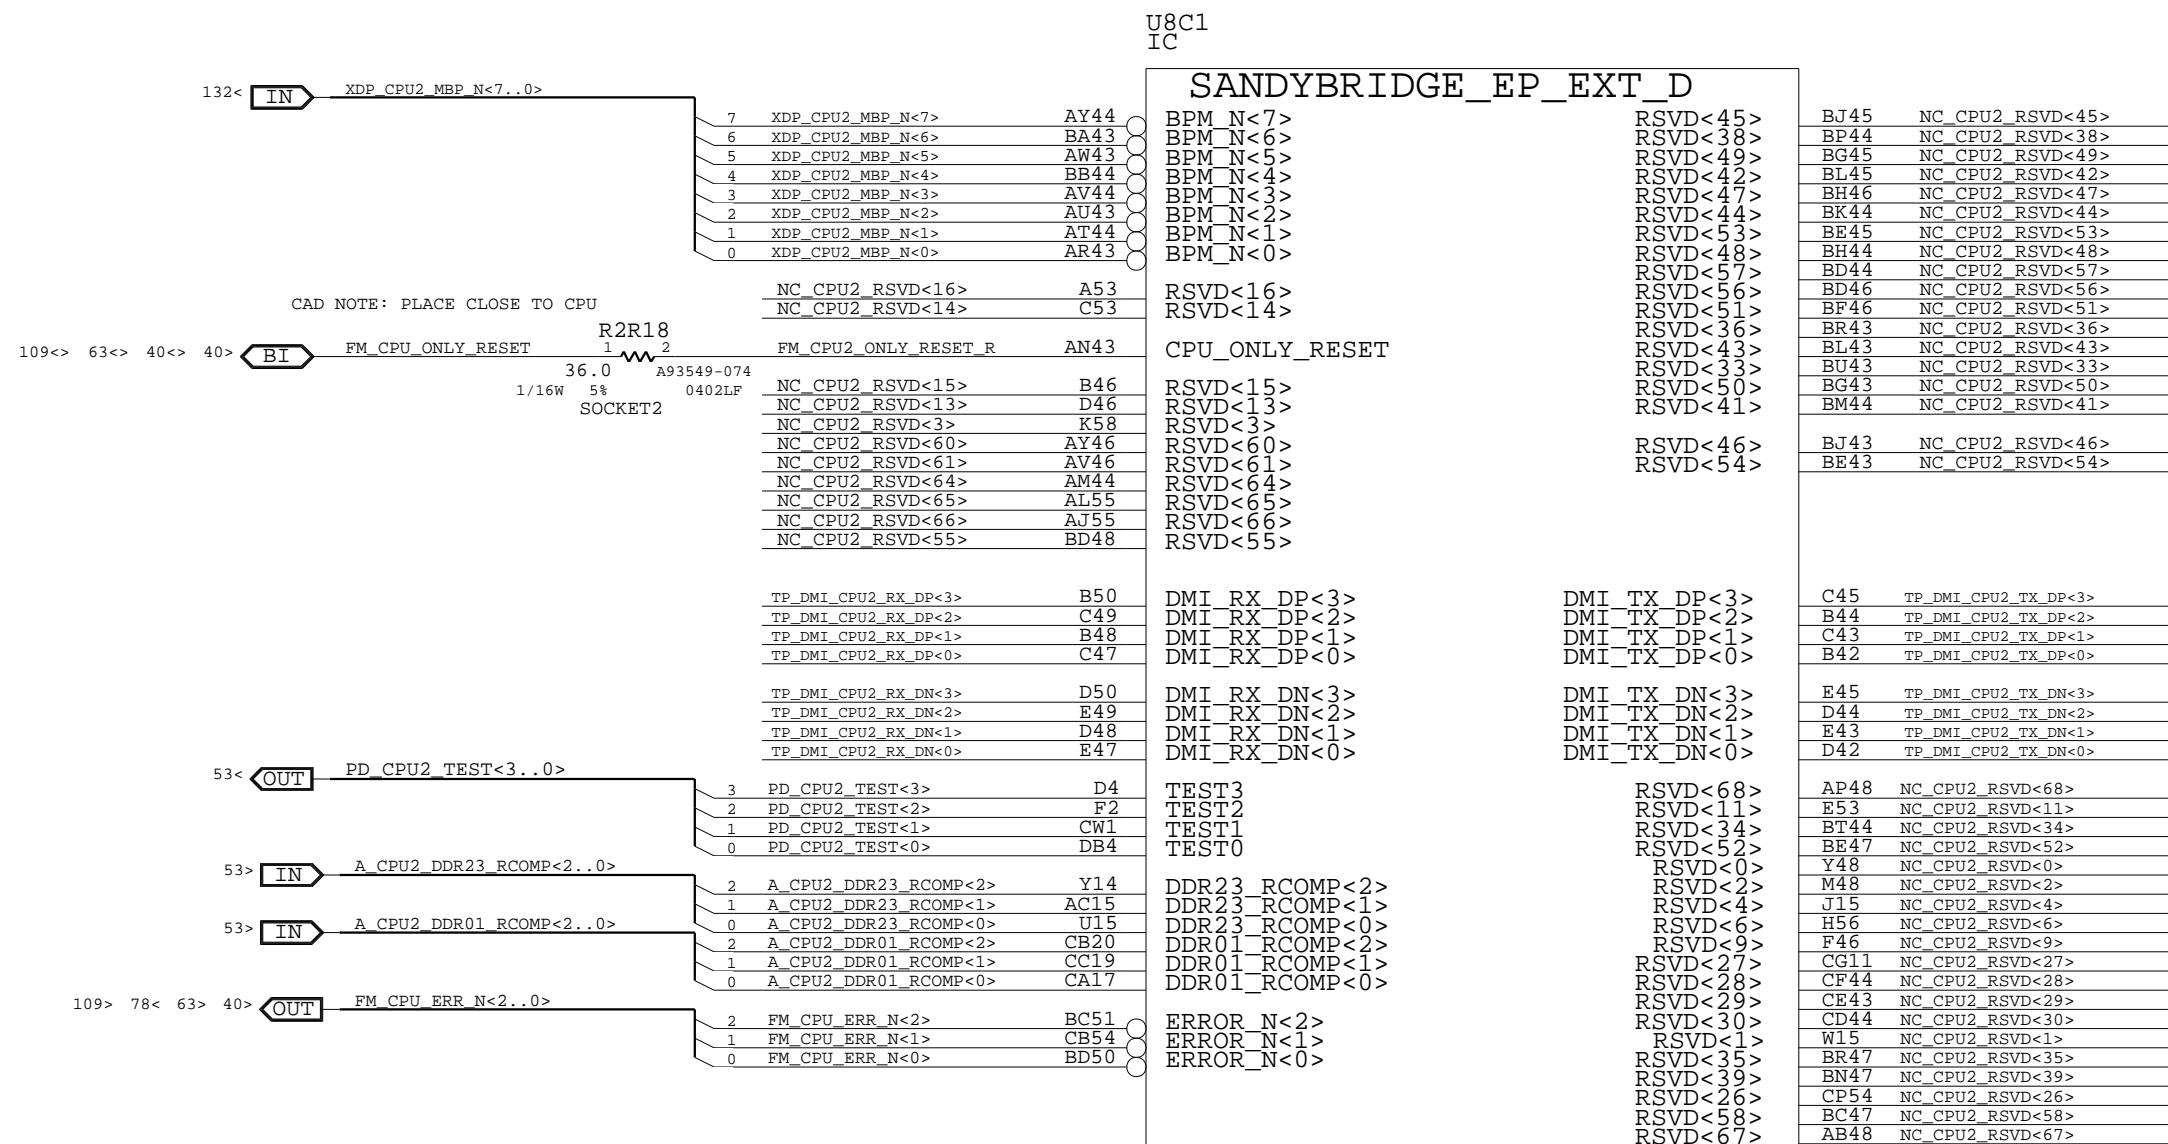 U8C1
IC
SANDYBRIDGE_EP_EXT_D
132< IN XDP_CPU2_MBP_N<7..0>
7 XDP_CPU2_MBP_N<7> AY44 BPM_N<7> RSVD<45> BJ45 NC_CPU2_RSVD<45>
6 XDP_CPU2_MBP_N<6> BA43 BPM_N<6> RSVD<38> BP44 NC_CPU2_RSVD<38>
5 XDP_CPU2_MBP_N<5> AW43 BPM_N<5> RSVD<49> BG45 NC_CPU2_RSVD<49>
4 XDP_CPU2_MBP_N<4> BB44 BPM_N<4> RSVD<42> BL45 NC_CPU2_RSVD<42>
3 XDP_CPU2_MBP_N<3> AV44 BPM_N<3> RSVD<47> BH46 NC_CPU2_RSVD<47>
2 XDP_CPU2_MBP_N<2> AU43 BPM_N<2> RSVD<44> BK44 NC_CPU2_RSVD<44>
1 XDP_CPU2_MBP_N<1> AT44 BPM_N<1> RSVD<53> BE45 NC_CPU2_RSVD<53>
0 XDP_CPU2_MBP_N<0> AR43 BPM_N<0> RSVD<48> BH44 NC_CPU2_RSVD<48>
RSVD<57> BD44 NC_CPU2_RSVD<57>
NC_CPU2_RSVD<16> A53 RSVD<16> RSVD<56> BD46 NC_CPU2_RSVD<56>
CAD NOTE: PLACE CLOSE TO CPU
NC_CPU2_RSVD<14> C53 RSVD<14> RSVD<51> BF46 NC_CPU2_RSVD<51>
R2R18
RSVD<36> BR43 NC_CPU2_RSVD<36>
109<> 63<> 40<> 40> BI FM_CPU_ONLY_RESET 1 2 FM_CPU2_ONLY_RESET_R AN43 CPU_ONLY_RESET RSVD<43> BL43 NC_CPU2_RSVD<43>
36.0 A93549-074
RSVD<33> BU43 NC_CPU2_RSVD<33>
1/16W 5% 0402LF
NC_CPU2_RSVD<15> B46 RSVD<15> RSVD<50> BG43 NC_CPU2_RSVD<50>
SOCKET2
NC_CPU2_RSVD<13> D46 RSVD<13> RSVD<41> BM44 NC_CPU2_RSVD<41>
NC_CPU2_RSVD<3> K58 RSVD<3>
NC_CPU2_RSVD<60> AY46 RSVD<60> RSVD<46> BJ43 NC_CPU2_RSVD<46>
NC_CPU2_RSVD<61> AV46 RSVD<61> RSVD<54> BE43 NC_CPU2_RSVD<54>
NC_CPU2_RSVD<64> AM44 RSVD<64>
NC_CPU2_RSVD<65> AL55 RSVD<65>
NC_CPU2_RSVD<66> AJ55 RSVD<66>
NC_CPU2_RSVD<55> BD48 RSVD<55>
TP_DMI_CPU2_RX_DP<3> B50 DMI_RX_DP<3> DMI_TX_DP<3> C45 TP_DMI_CPU2_TX_DP<3>
TP_DMI_CPU2_RX_DP<2> C49 DMI_RX_DP<2> DMI_TX_DP<2> B44 TP_DMI_CPU2_TX_DP<2>
TP_DMI_CPU2_RX_DP<1> B48 DMI_RX_DP<1> DMI_TX_DP<1> C43 TP_DMI_CPU2_TX_DP<1>
TP_DMI_CPU2_RX_DP<0> C47 DMI_RX_DP<0> DMI_TX_DP<0> B42 TP_DMI_CPU2_TX_DP<0>
TP_DMI_CPU2_RX_DN<3> D50 DMI_RX_DN<3> DMI_TX_DN<3> E45 TP_DMI_CPU2_TX_DN<3>
TP_DMI_CPU2_RX_DN<2> E49 DMI_RX_DN<2> DMI_TX_DN<2> D44 TP_DMI_CPU2_TX_DN<2>
TP_DMI_CPU2_RX_DN<1> D48 DMI_RX_DN<1> DMI_TX_DN<1> E43 TP_DMI_CPU2_TX_DN<1>
TP_DMI_CPU2_RX_DN<0> E47 DMI_RX_DN<0> DMI_TX_DN<0> D42 TP_DMI_CPU2_TX_DN<0>
53< OUT PD_CPU2_TEST<3..0>
3 PD_CPU2_TEST<3> D4 TEST3 RSVD<68> AP48 NC_CPU2_RSVD<68>
2 PD_CPU2_TEST<2> F2 TEST2 RSVD<11> E53 NC_CPU2_RSVD<11>
1 PD_CPU2_TEST<1> CW1 TEST1 RSVD<34> BT44 NC_CPU2_RSVD<34>
0 PD_CPU2_TEST<0> DB4 TEST0 RSVD<52> BE47 NC_CPU2_RSVD<52>
53> IN A_CPU2_DDR23_RCOMP<2..0> RSVD<0> Y48 NC_CPU2_RSVD<0>
2 A_CPU2_DDR23_RCOMP<2> Y14 DDR23_RCOMP<2> RSVD<2> M48 NC_CPU2_RSVD<2>
1 A_CPU2_DDR23_RCOMP<1> AC15 DDR23_RCOMP<1> RSVD<4> J15 NC_CPU2_RSVD<4>
53> IN A_CPU2_DDR01_RCOMP<2..0> 0 A_CPU2_DDR23_RCOMP<0> U15 DDR23_RCOMP<0> RSVD<6> H56 NC_CPU2_RSVD<6>
2 A_CPU2_DDR01_RCOMP<2> CB20 DDR01_RCOMP<2> RSVD<9> F46 NC_CPU2_RSVD<9>
1 A_CPU2_DDR01_RCOMP<1> CC19 DDR01_RCOMP<1> RSVD<27> CG11 NC_CPU2_RSVD<27>
0 A_CPU2_DDR01_RCOMP<0> CA17 DDR01_RCOMP<0> RSVD<28> CF44 NC_CPU2_RSVD<28>
109> 78< 63> 40> OUT FM_CPU_ERR_N<2..0> RSVD<29> CE43 NC_CPU2_RSVD<29>
2 FM_CPU_ERR_N<2> BC51 ERROR_N<2> RSVD<30> CD44 NC_CPU2_RSVD<30>
1 FM_CPU_ERR_N<1> CB54 ERROR_N<1> RSVD<1> W15 NC_CPU2_RSVD<1>
0 FM_CPU_ERR_N<0> BD50 ERROR_N<0> RSVD<35> BR47 NC_CPU2_RSVD<35>
RSVD<39> BN47 NC_CPU2_RSVD<39>
RSVD<26> CP54 NC_CPU2_RSVD<26>
RSVD<58> BC47 NC_CPU2_RSVD<58>
RSVD<67> AB48 NC_CPU2_RSVD<67>